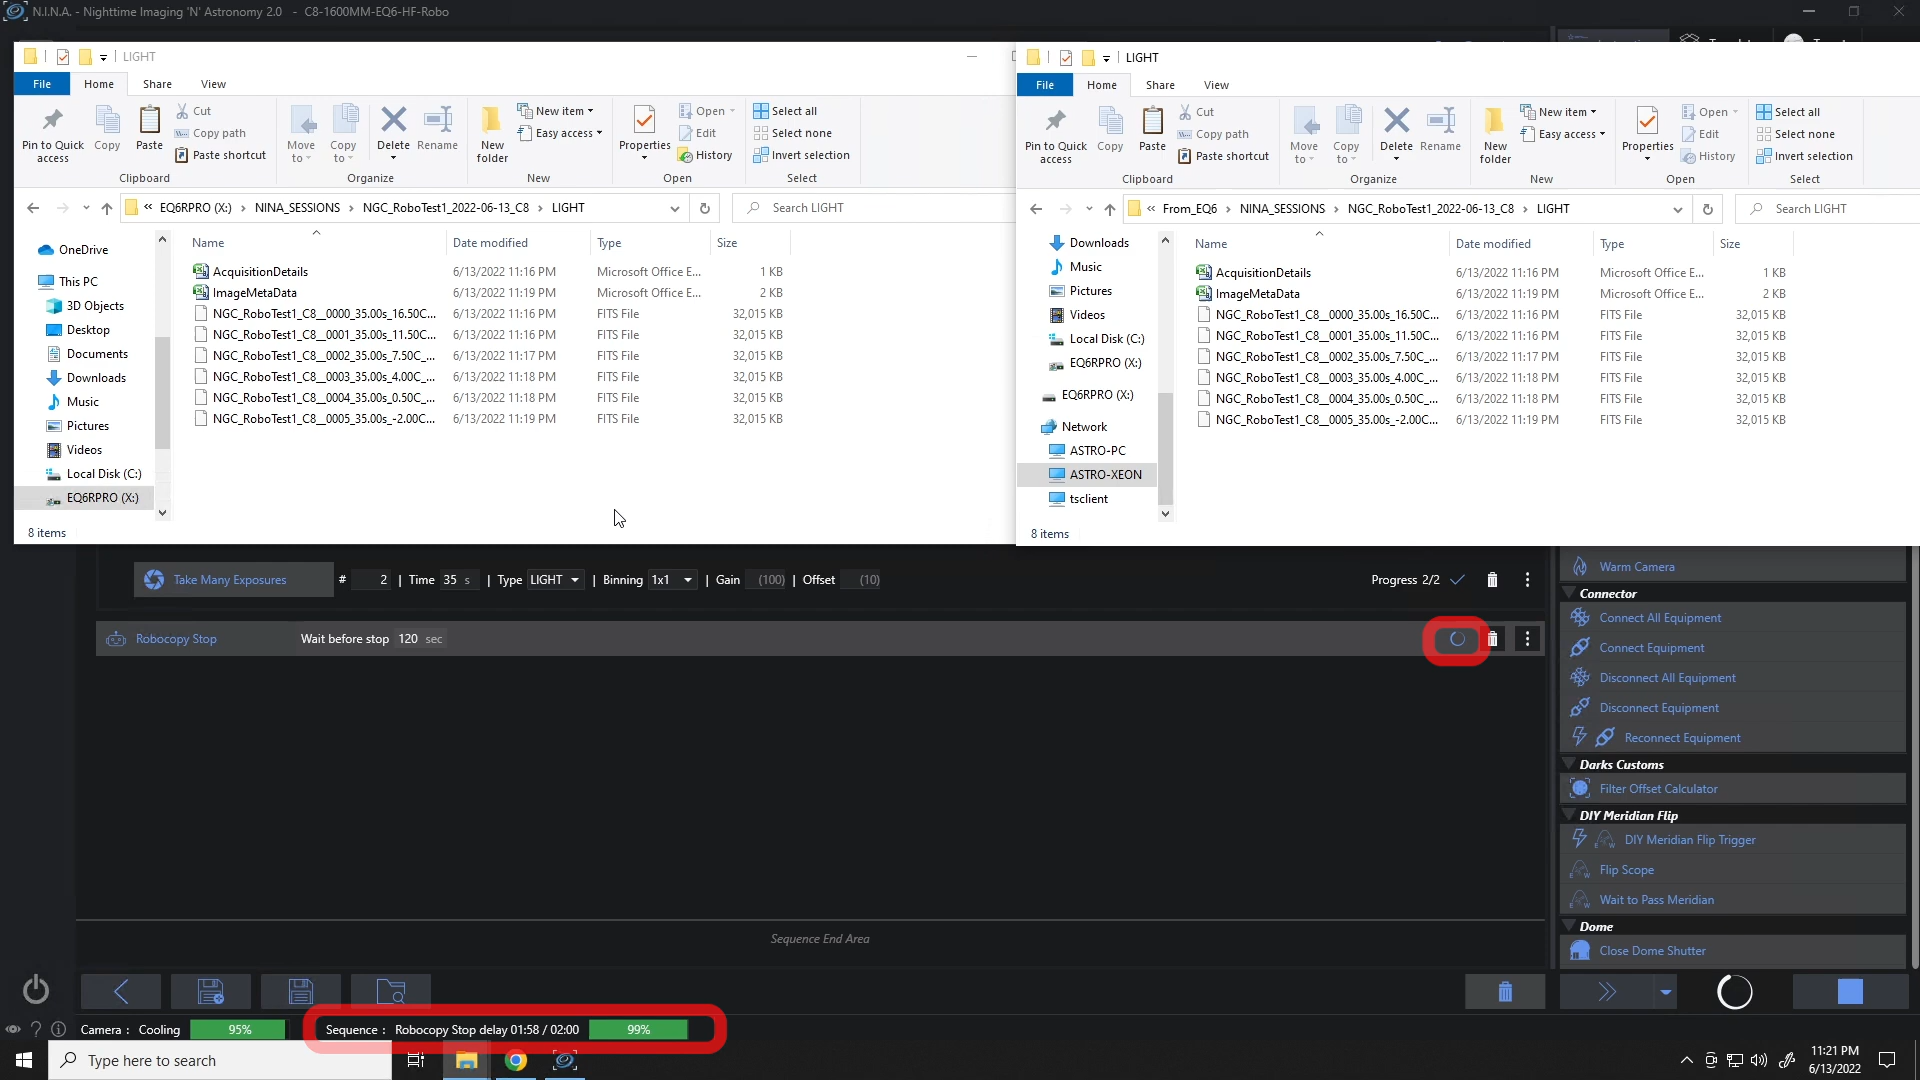 N.I.N.A. - Nighttime Imaging 'N' Astronomy 2.0 - C8-1600MM-EQ6-HF-Robo
LIGHT
File Home Share View
Pin to Quick access
Copy
Paste
Cut
Copy path
Paste shortcut
Clipboard
Move to
Copy to
Delete
Rename
Organize
New folder
New item
Easy access
New
Properties
Open
Edit
History
Open
Select all
Select none
Invert selection
Select
« EQ6RPRO (X:) › NINA_SESSIONS › NGC_RoboTest1_2022-06-13_C8 › LIGHT
Search LIGHT
OneDrive
This PC
3D Objects
Desktop
Documents
Downloads
Music
Pictures
Videos
Local Disk (C:)
EQ6RPRO (X:)
Name Date modified Type Size
AcquisitionDetails 6/13/2022 11:16 PM Microsoft Office E... 1 KB
ImageMetaData 6/13/2022 11:19 PM Microsoft Office E... 2 KB
NGC_RoboTest1_C8__0000_35.00s_16.50C... 6/13/2022 11:16 PM FITS File 32,015 KB
NGC_RoboTest1_C8__0001_35.00s_11.50C... 6/13/2022 11:16 PM FITS File 32,015 KB
NGC_RoboTest1_C8__0002_35.00s_7.50C_... 6/13/2022 11:17 PM FITS File 32,015 KB
NGC_RoboTest1_C8__0003_35.00s_4.00C_... 6/13/2022 11:18 PM FITS File 32,015 KB
NGC_RoboTest1_C8__0004_35.00s_0.50C_... 6/13/2022 11:18 PM FITS File 32,015 KB
NGC_RoboTest1_C8__0005_35.00s_-2.00C... 6/13/2022 11:19 PM FITS File 32,015 KB
8 items
LIGHT
File Home Share View
Pin to Quick access
Copy
Paste
Cut
Copy path
Paste shortcut
Clipboard
Move to
Copy to
Delete
Rename
Organize
New folder
New item
Easy access
New
Properties
Open
Edit
History
Open
Select all
Select none
Invert selection
Select
« From_EQ6 › NINA_SESSIONS › NGC_RoboTest1_2022-06-13_C8 › LIGHT
Search LIGHT
Downloads
Music
Pictures
Videos
Local Disk (C:)
EQ6RPRO (X:)
EQ6RPRO (X:)
Network
ASTRO-PC
ASTRO-XEON
tsclient
Name Date modified Type Size
AcquisitionDetails 6/13/2022 11:16 PM Microsoft Office E... 1 KB
ImageMetaData 6/13/2022 11:19 PM Microsoft Office E... 2 KB
NGC_RoboTest1_C8__0000_35.00s_16.50C... 6/13/2022 11:16 PM FITS File 32,015 KB
NGC_RoboTest1_C8__0001_35.00s_11.50C... 6/13/2022 11:16 PM FITS File 32,015 KB
NGC_RoboTest1_C8__0002_35.00s_7.50C_... 6/13/2022 11:17 PM FITS File 32,015 KB
NGC_RoboTest1_C8__0003_35.00s_4.00C_... 6/13/2022 11:18 PM FITS File 32,015 KB
NGC_RoboTest1_C8__0004_35.00s_0.50C_... 6/13/2022 11:18 PM FITS File 32,015 KB
NGC_RoboTest1_C8__0005_35.00s_-2.00C... 6/13/2022 11:19 PM FITS File 32,015 KB
8 items
Take Many Exposures # 2 | Time 35 s | Type LIGHT | Binning 1x1 | Gain (100) | Offset (10) Progress 2/2
Robocopy Stop Wait before stop 120 sec
Sequence End Area
Warm Camera
Connector
Connect All Equipment
Connect Equipment
Disconnect All Equipment
Disconnect Equipment
Reconnect Equipment
Darks Customs
Filter Offset Calculator
DIY Meridian Flip
DIY Meridian Flip Trigger
Flip Scope
Wait to Pass Meridian
Dome
Close Dome Shutter
Camera : Cooling 95% Sequence : Robocopy Stop delay 01:58 / 02:00 99%
Type here to search
11:21 PM
6/13/2022